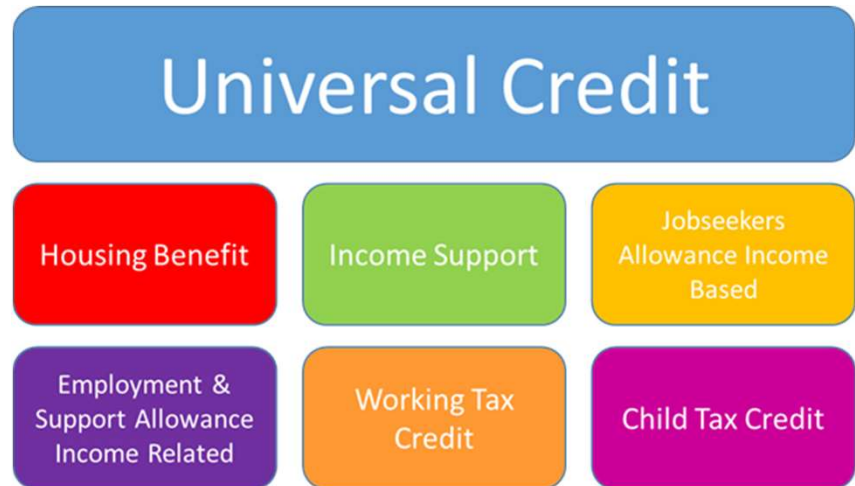 Universal Credit
Housing Benefit
Income Support
Jobseekers
Allowance Income
Based
Employment &
Support Allowance
Income Related
Working Tax
Credit
Child Tax Credit